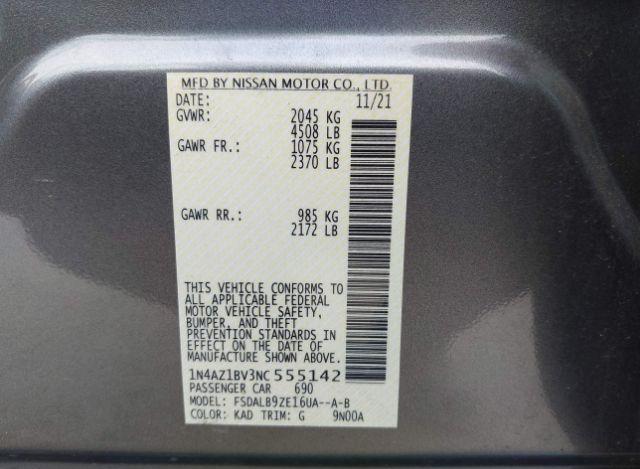 MFD BY NISSAN MOTOR CO., LTD.
DATE: 11/21
GVWR: 2045 KG
4508 LB
GAWR FR.: 1075 KG
2370 LB
GAWR RR.: 985 KG
2172 LB
THIS VEHICLE CONFORMS TO
ALL APPLICABLE FEDERAL
MOTOR VEHICLE SAFETY,
BUMPER, AND THEFT
PREVENTION STANDARDS IN
EFFECT ON THE DATE OF
MANUFACTURE SHOWN ABOVE.
1N4AZ1BV3NC555142
PASSENGER CAR 690
MODEL: FSDALB9ZE16UA--A-B
COLOR: KAD TRIM: G 9N00A